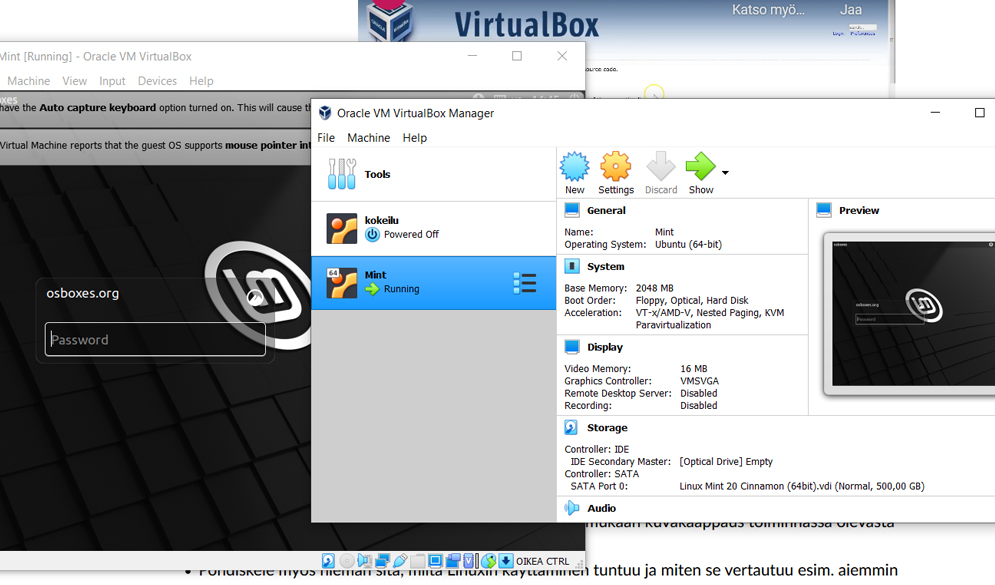 VirtualBox
Katso myö...
Jaa
Login
Preferences
ource code.
Mint [Running] - Oracle VM VirtualBox
Machine View Input Devices Help
have the Auto capture keyboard option turned on. This will cause th
Virtual Machine reports that the guest OS supports mouse pointer int
osboxes.org
Password
Oracle VM VirtualBox Manager
File Machine Help
Tools
kokeilu
Powered Off
64
Mint
Running
New Settings Discard Show
General
Name: Mint
Operating System: Ubuntu (64-bit)
System
Base Memory: 2048 MB
Boot Order: Floppy, Optical, Hard Disk
Acceleration: VT-x/AMD-V, Nested Paging, KVM
Paravirtualization
Display
Video Memory: 16 MB
Graphics Controller: VMSVGA
Remote Desktop Server: Disabled
Recording: Disabled
Storage
Controller: IDE
IDE Secondary Master: [Optical Drive] Empty
Controller: SATA
SATA Port 0: Linux Mint 20 Cinnamon (64bit).vdi (Normal, 500,00 GB)
Audio
Preview
mukaan kuvakaappaus toiminnassa olevasta
OIKEA CTRL
• Pohdiskele myös hieman sitä, miltä Linuxin käyttäminen tuntuu ja miten se vertautuu esim. aiemmin